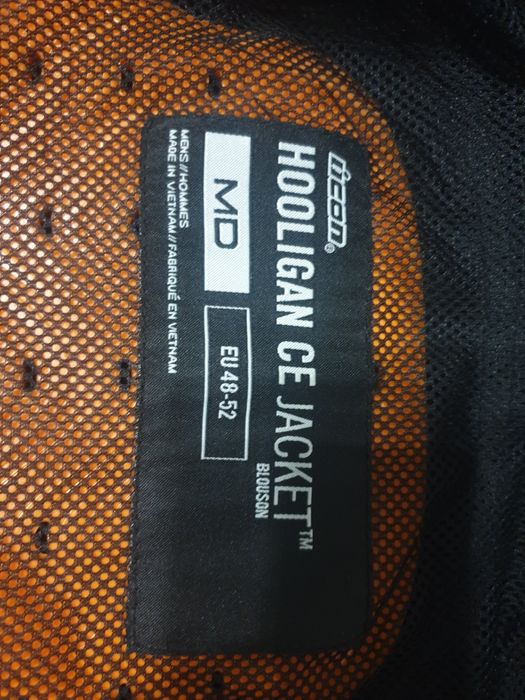 icon®
HOOLIGAN CE JACKET™
BLOUSON
MD
EU 48-52
MENS // HOMMES
MADE IN VIETNAM // FABRIQUÉ EN VIETNAM